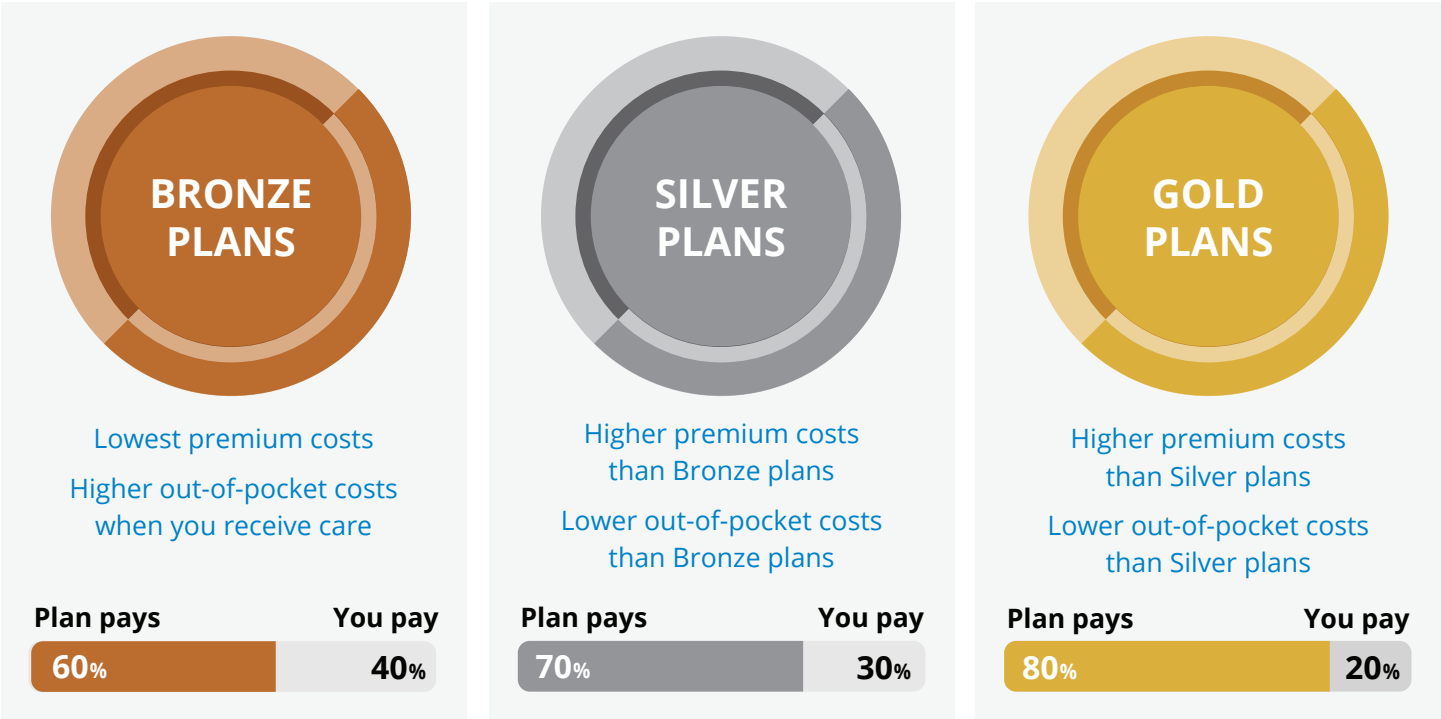 BRONZE
PLANS
Lowest premium costs
Higher out-of-pocket costs
when you receive care
Plan pays
You pay
60%
40%
SILVER
PLANS
Higher premium costs
than Bronze plans
Lower out-of-pocket costs
than Bronze plans
Plan pays
You pay
70%
30%
GOLD
PLANS
Higher premium costs
than Silver plans
Lower out-of-pocket costs
than Silver plans
Plan pays
You pay
80%
20%